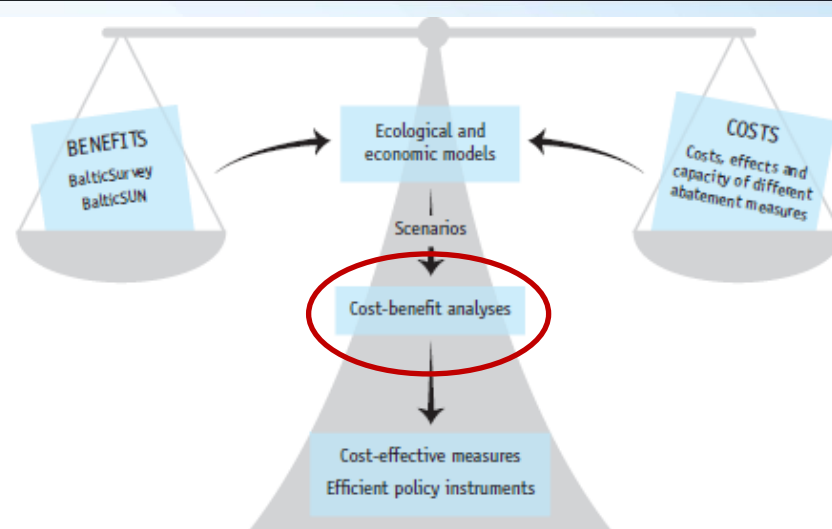 BENEFITS
BalticSurvey
BalticSUN
Ecological and
economic models
COSTS
Costs, effects and
capacity of different
abatement measures
Scenarios
Cost-benefit analyses
Cost-effective measures
Efficient policy instruments